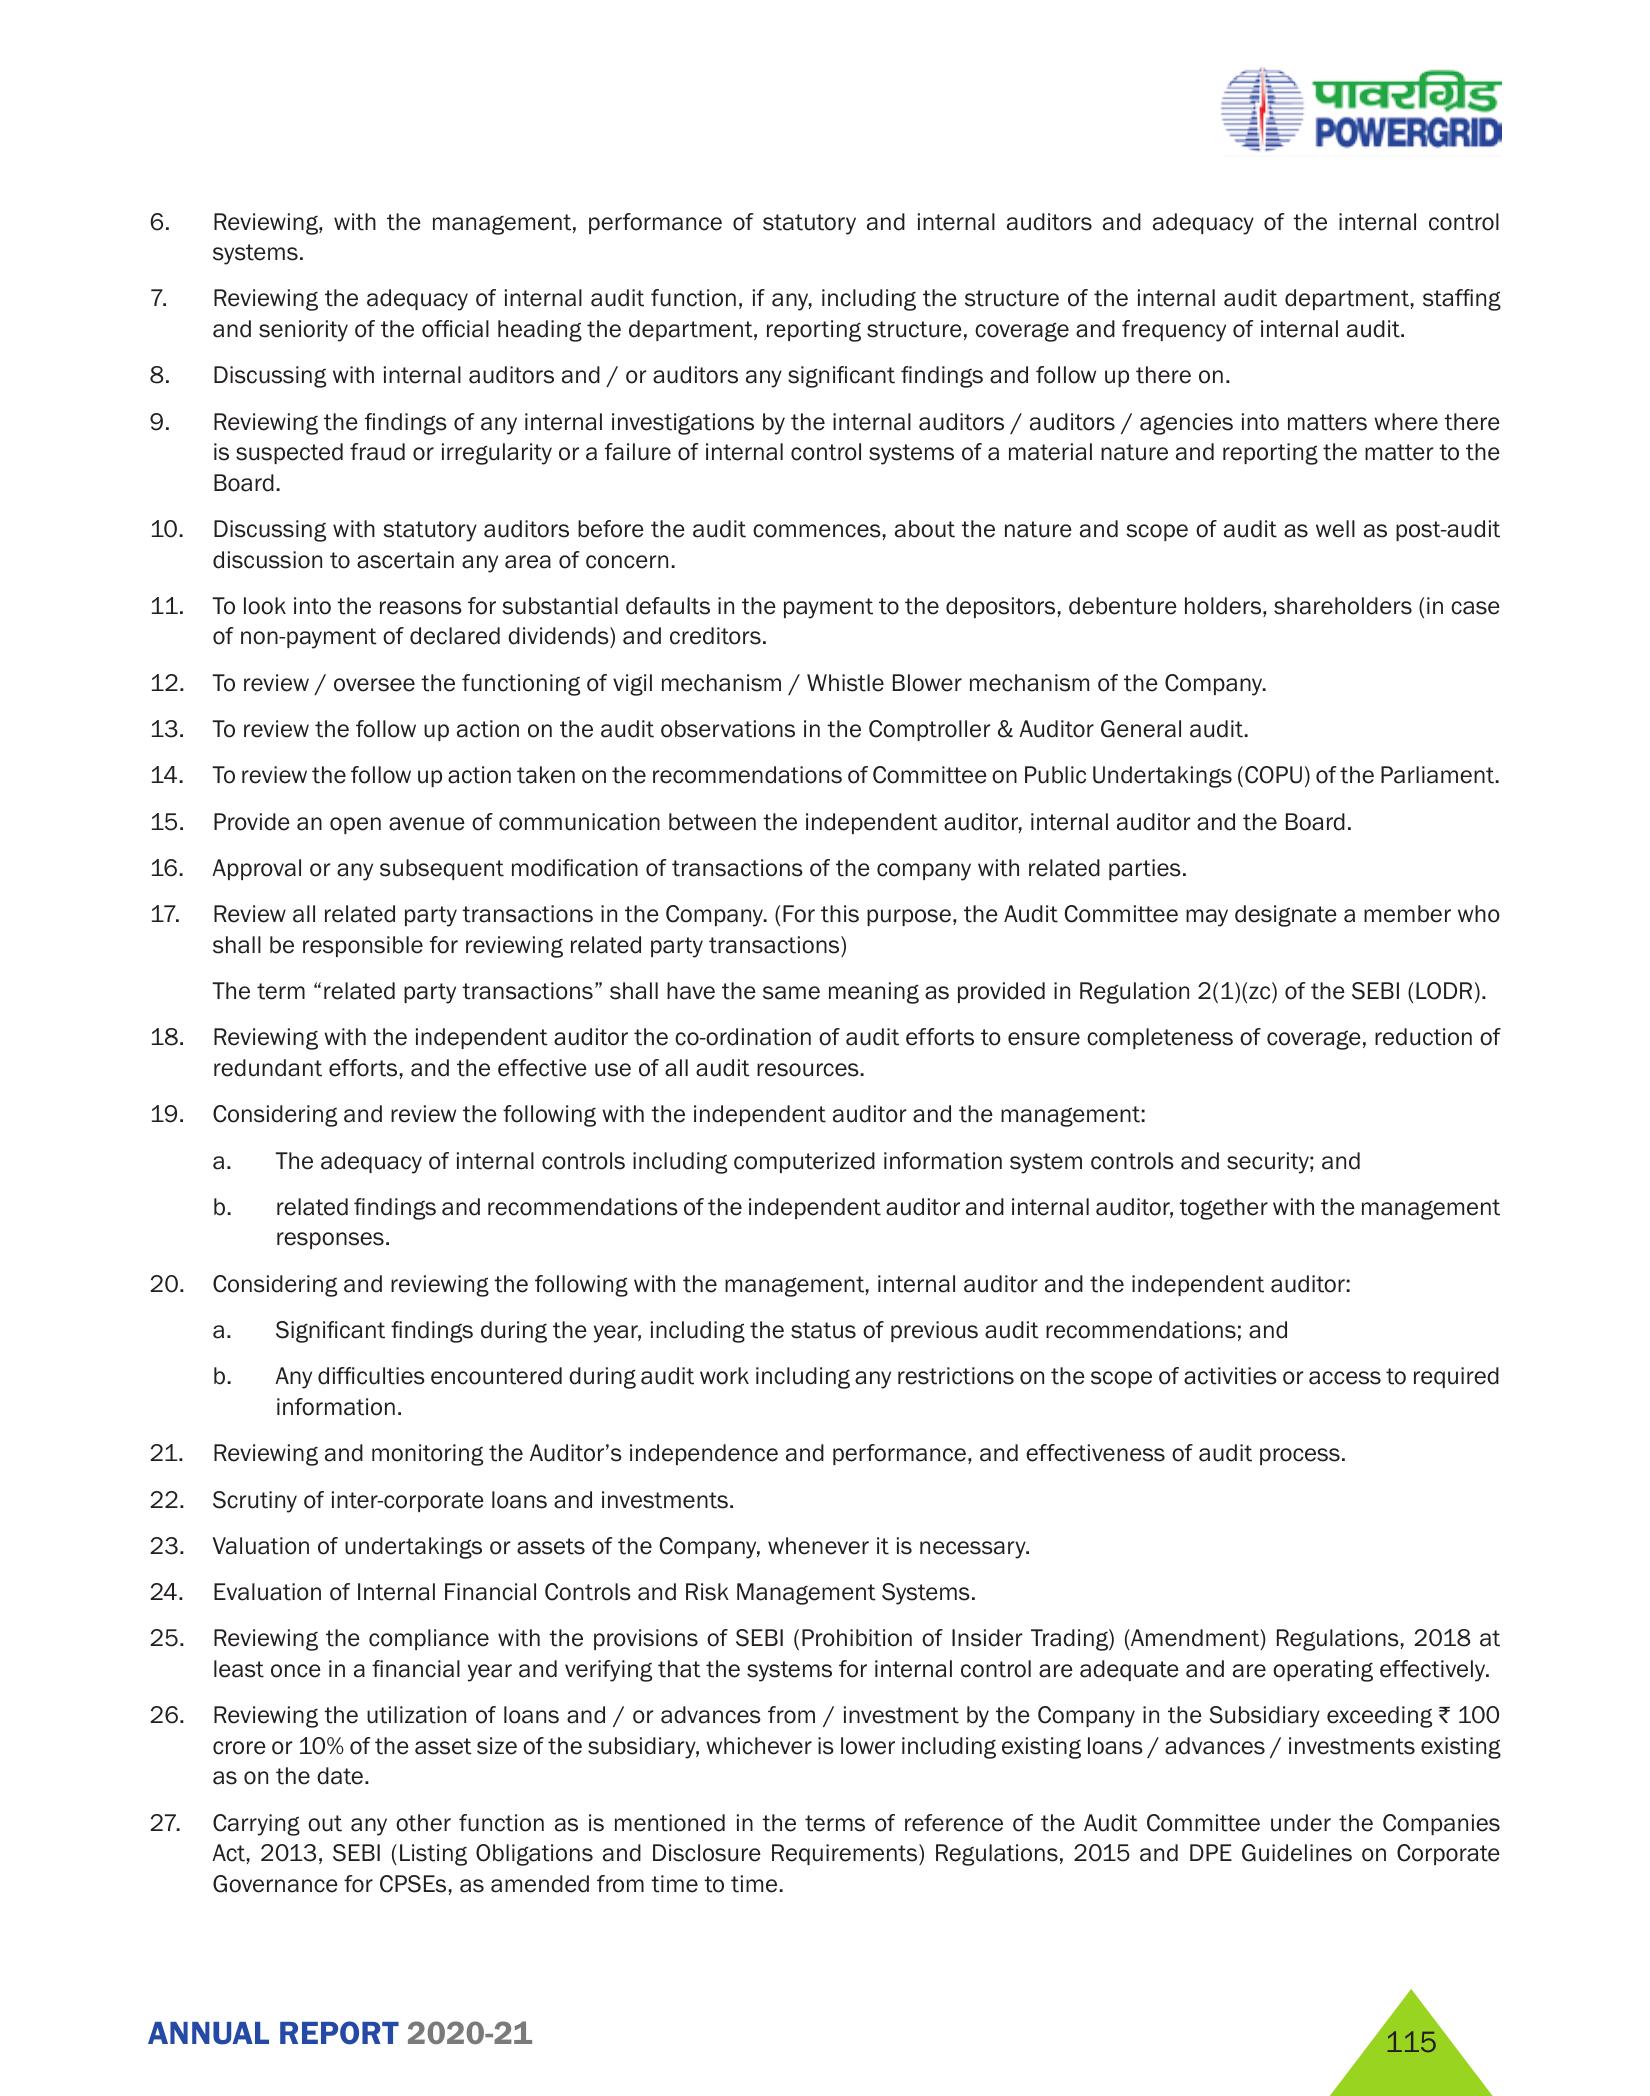 पावरग्रिड
POWERGRID
6. Reviewing, with the management, performance of statutory and internal auditors and adequacy of the internal control
systems.
7. Reviewing the adequacy of internal audit function, if any, including the structure of the internal audit department, staffing
and seniority of the official heading the department, reporting structure, coverage and frequency of internal audit.
8. Discussing with internal auditors and / or auditors any significant findings and follow up there on.
9. Reviewing the findings of any internal investigations by the internal auditors / auditors / agencies into matters where there
is suspected fraud or irregularity or a failure of internal control systems of a material nature and reporting the matter to the
Board.
10. Discussing with statutory auditors before the audit commences, about the nature and scope of audit as well as post-audit
discussion to ascertain any area of concern.
11. To look into the reasons for substantial defaults in the payment to the depositors, debenture holders, shareholders (in case
of non-payment of declared dividends) and creditors.
12. To review / oversee the functioning of vigil mechanism / Whistle Blower mechanism of the Company.
13. To review the follow up action on the audit observations in the Comptroller & Auditor General audit.
14. To review the follow up action taken on the recommendations of Committee on Public Undertakings (COPU) of the Parliament.
15. Provide an open avenue of communication between the independent auditor, internal auditor and the Board.
16. Approval or any subsequent modification of transactions of the company with related parties.
17. Review all related party transactions in the Company. (For this purpose, the Audit Committee may designate a member who
shall be responsible for reviewing related party transactions)
The term “related party transactions” shall have the same meaning as provided in Regulation 2(1)(zc) of the SEBI (LODR).
18. Reviewing with the independent auditor the co-ordination of audit efforts to ensure completeness of coverage, reduction of
redundant efforts, and the effective use of all audit resources.
19. Considering and review the following with the independent auditor and the management:
a. The adequacy of internal controls including computerized information system controls and security; and
b. related findings and recommendations of the independent auditor and internal auditor, together with the management
responses.
20. Considering and reviewing the following with the management, internal auditor and the independent auditor:
a. Significant findings during the year, including the status of previous audit recommendations; and
b. Any difficulties encountered during audit work including any restrictions on the scope of activities or access to required
information.
21. Reviewing and monitoring the Auditor’s independence and performance, and effectiveness of audit process.
22. Scrutiny of inter-corporate loans and investments.
23. Valuation of undertakings or assets of the Company, whenever it is necessary.
24. Evaluation of Internal Financial Controls and Risk Management Systems.
25. Reviewing the compliance with the provisions of SEBI (Prohibition of Insider Trading) (Amendment) Regulations, 2018 at
least once in a financial year and verifying that the systems for internal control are adequate and are operating effectively.
26. Reviewing the utilization of loans and / or advances from / investment by the Company in the Subsidiary exceeding ₹ 100
crore or 10% of the asset size of the subsidiary, whichever is lower including existing loans / advances / investments existing
as on the date.
27. Carrying out any other function as is mentioned in the terms of reference of the Audit Committee under the Companies
Act, 2013, SEBI (Listing Obligations and Disclosure Requirements) Regulations, 2015 and DPE Guidelines on Corporate
Governance for CPSEs, as amended from time to time.
ANNUAL REPORT 2020-21
115